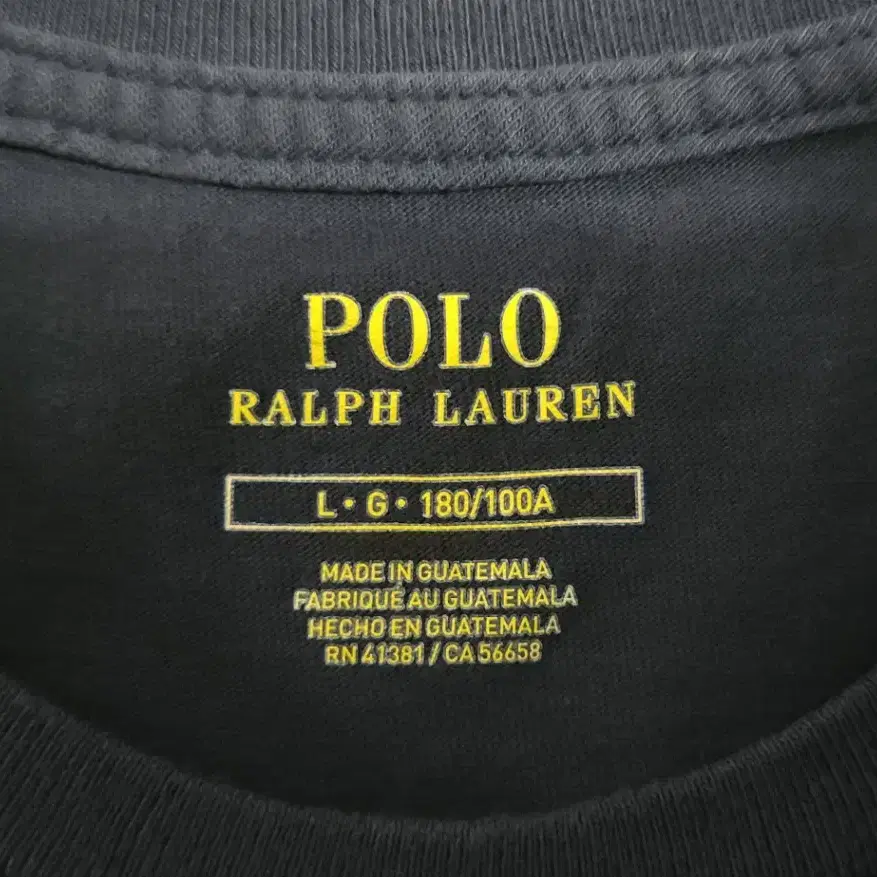 POLO
RALPH LAUREN
L • G • 180/100A
MADE IN GUATEMALA
FABRIQUÉ AU GUATEMALA
HECHO EN GUATEMALA
RN 41381 / CA 56658